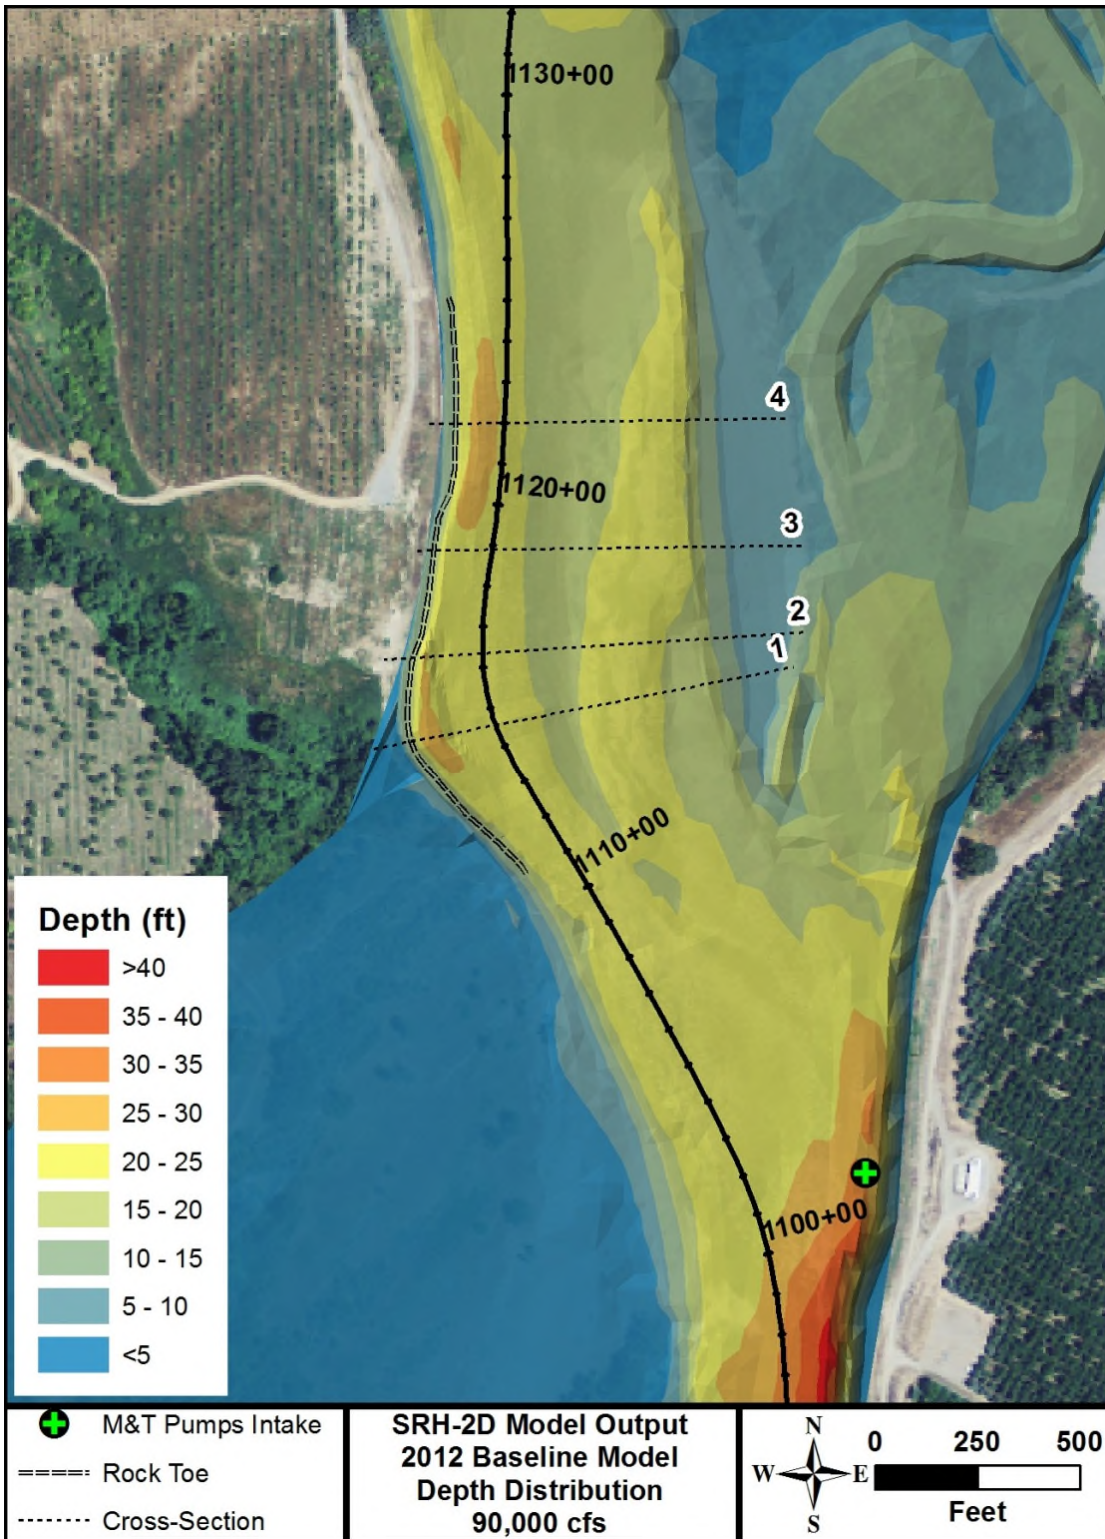 1130+00
4
1120+00
3
2
1
1110+00
1100+00
Depth (ft)
>40
35 - 40
30 - 35
25 - 30
20 - 25
15 - 20
10 - 15
5 - 10
<5
M&T Pumps Intake
Rock Toe
Cross-Section
SRH-2D Model Output
2012 Baseline Model
Depth Distribution
90,000 cfs
N
W E
S
0 250 500
Feet